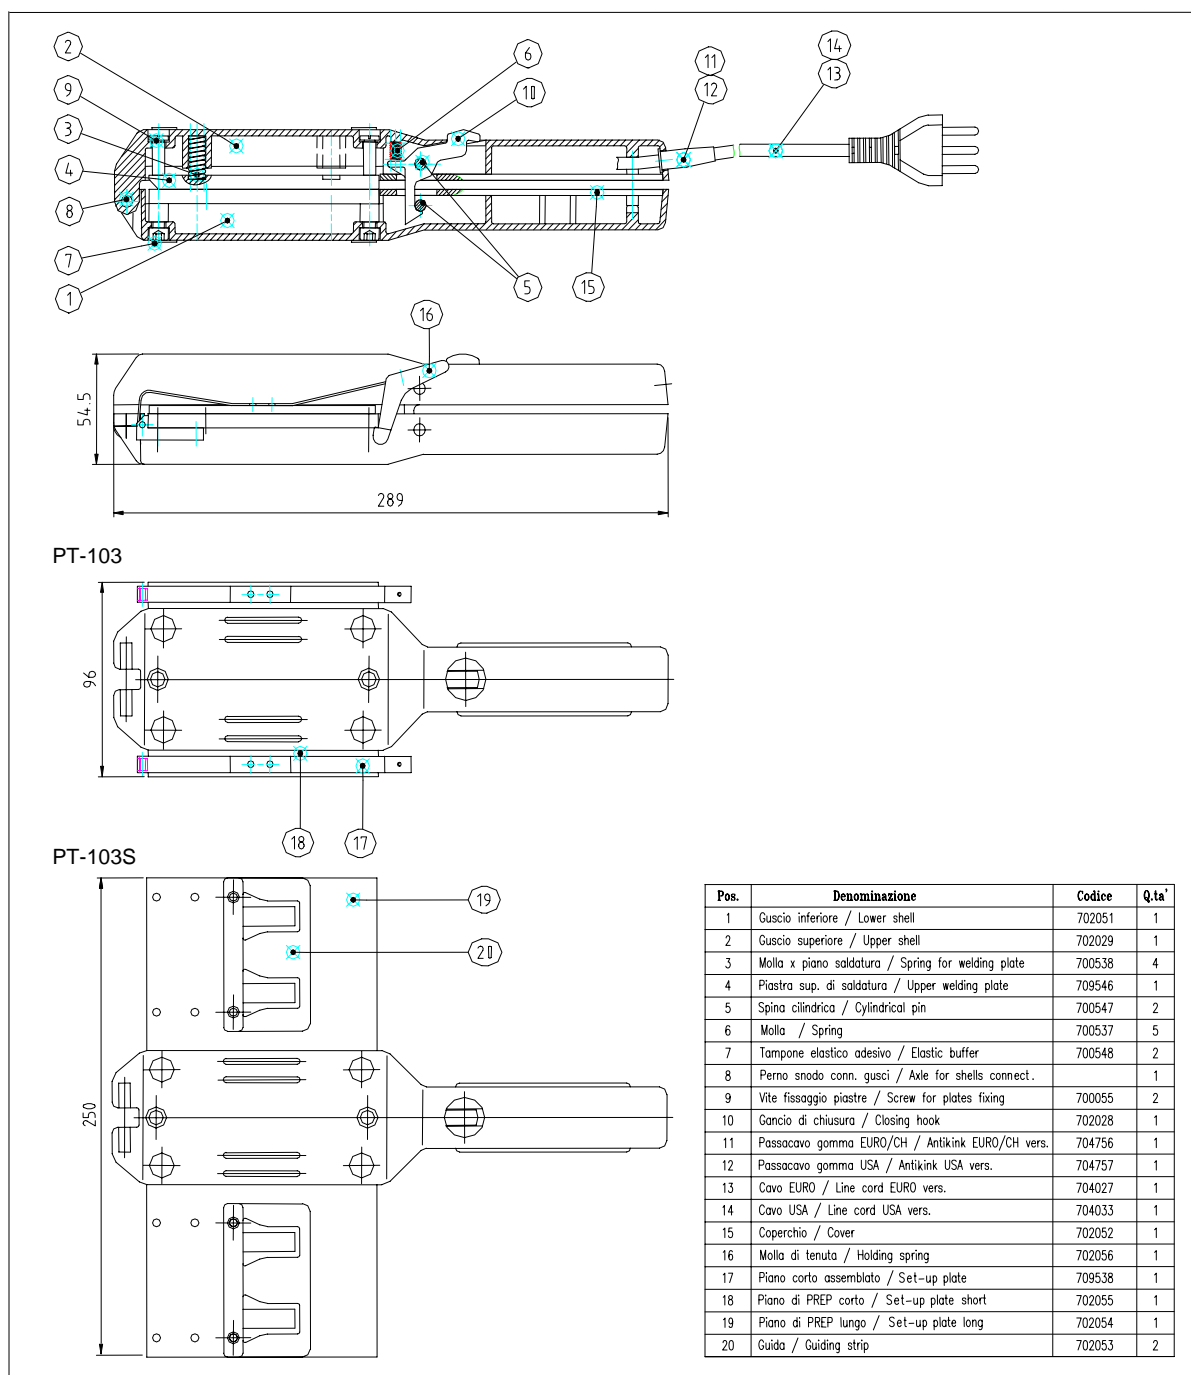 2
9
3
4
8
7
1
6
10
11
12
14
13
5
15
16
54.5
289
PT-103
96
18
17
PT-103S
19
20
250
Pos. Denominazione Codice Q.ta'
1 Guscio inferiore / Lower shell 702051 1
2 Guscio superiore / Upper shell 702029 1
3 Molla x piano saldatura / Spring for welding plate 700538 4
4 Piastra sup. di saldatura / Upper welding plate 709546 1
5 Spina cilindrica / Cylindrical pin 700547 2
6 Molla / Spring 700537 5
7 Tampone elastico adesivo / Elastic buffer 700548 2
8 Perno snodo conn. gusci / Axle for shells connect. 1
9 Vite fissaggio piastre / Screw for plates fixing 700055 2
10 Gancio di chiusura / Closing hook 702028 1
11 Passacavo gomma EURO/CH / Antikink EURO/CH vers. 704756 1
12 Passacavo gomma USA / Antikink USA vers. 704757 1
13 Cavo EURO / Line cord EURO vers. 704027 1
14 Cavo USA / Line cord USA vers. 704033 1
15 Coperchio / Cover 702052 1
16 Molla di tenuta / Holding spring 702056 1
17 Piano corto assemblato / Set-up plate 709538 1
18 Piano di PREP corto / Set-up plate short 702055 1
19 Piano di PREP lungo / Set-up plate long 702054 1
20 Guida / Guiding strip 702053 2